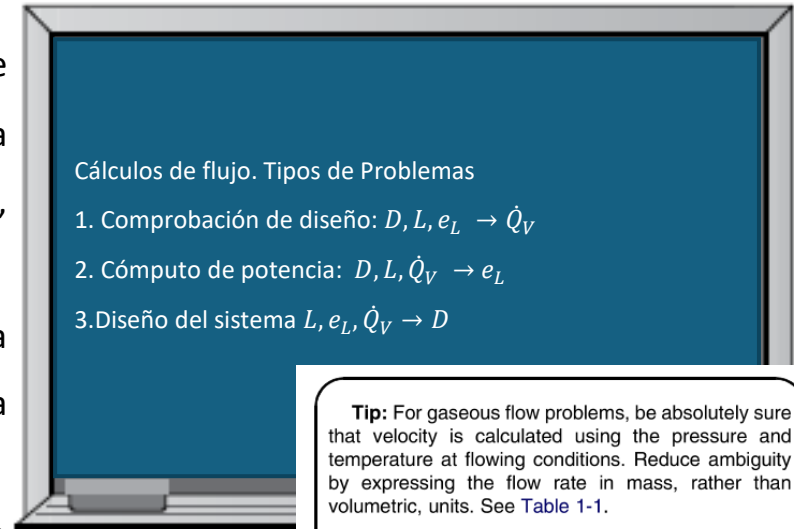 Cálculos de flujo. Tipos de Problemas
1. Comprobación de diseño: D, L, e_L → Q̇_V
2. Cómputo de potencia: D, L, Q̇_V → e_L
3.Diseño del sistema L, e_L, Q̇_V → D
Tip: For gaseous flow problems, be absolutely sure
that velocity is calculated using the pressure and
temperature at flowing conditions. Reduce ambiguity
by expressing the flow rate in mass, rather than
volumetric, units. See Table 1-1.